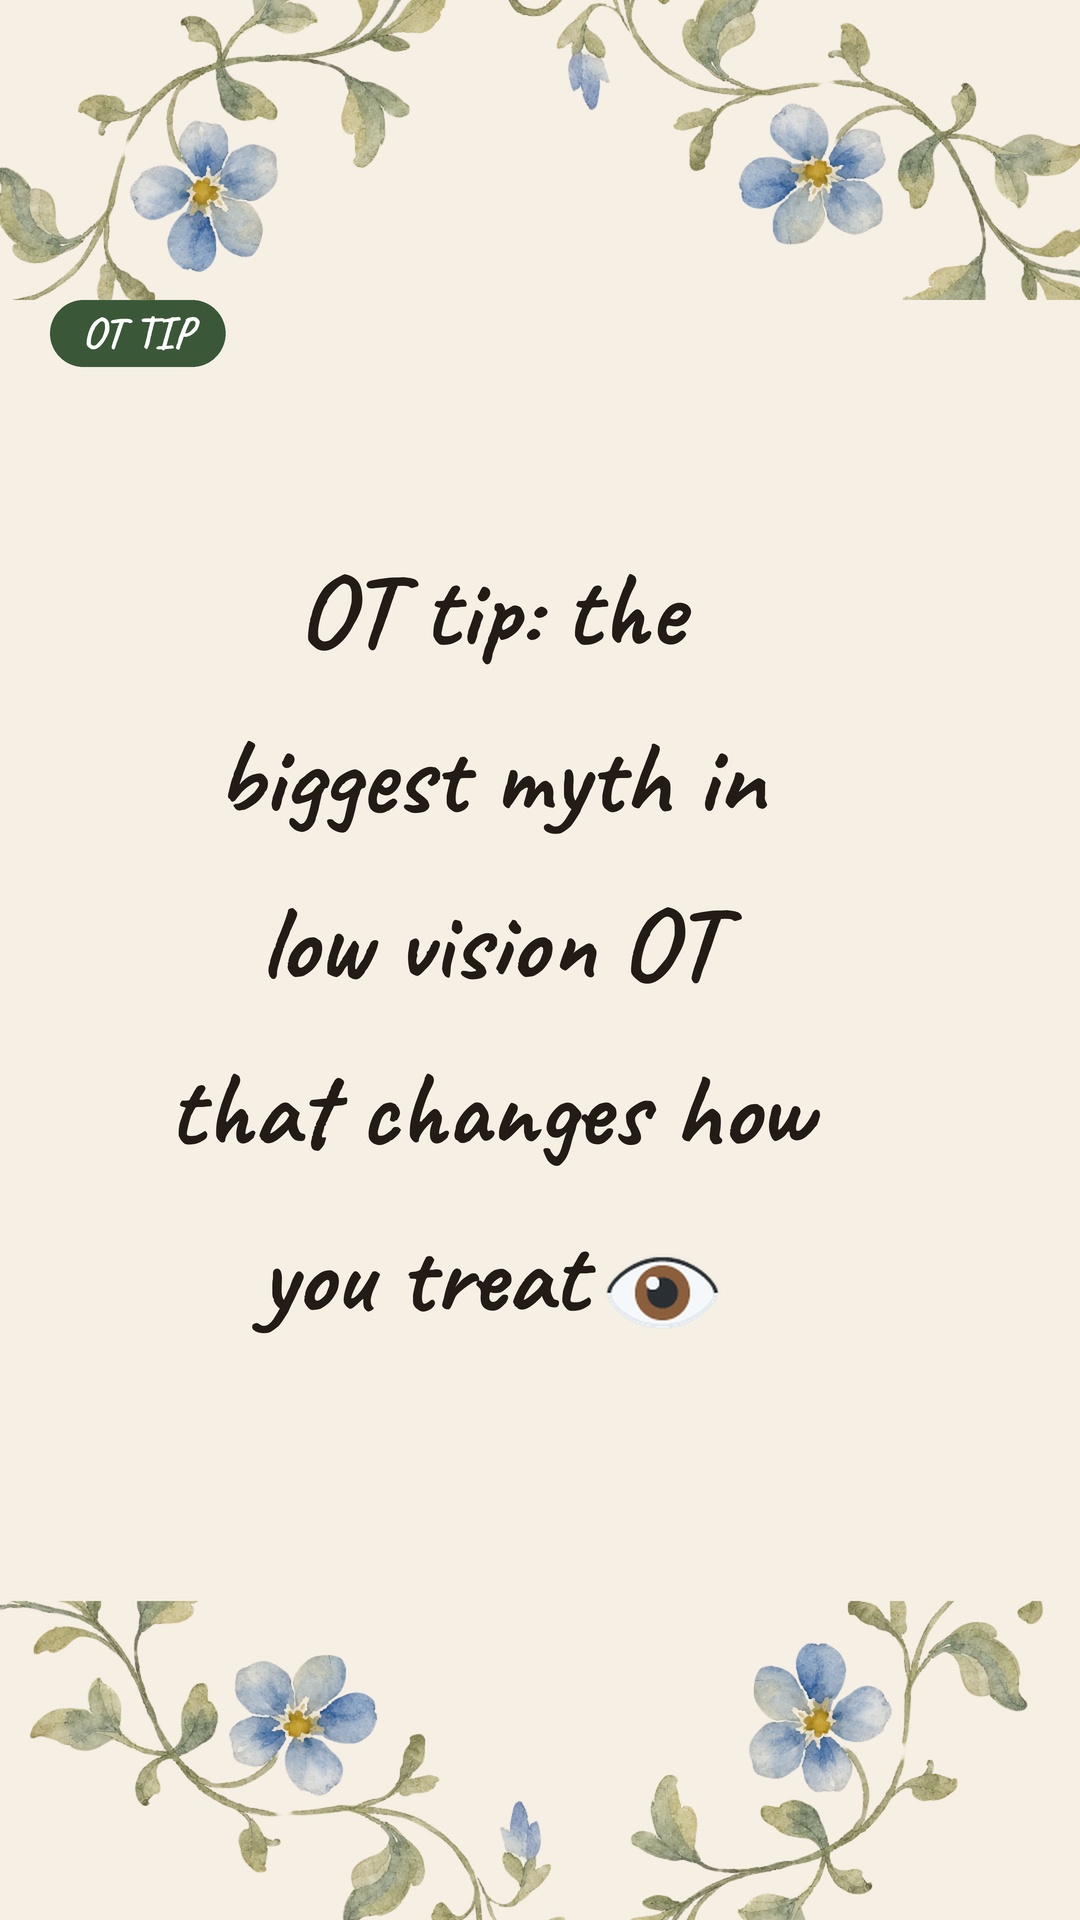 OT TIP
OT tip: the
biggest myth in
low vision OT
that changes how
you treat👁️